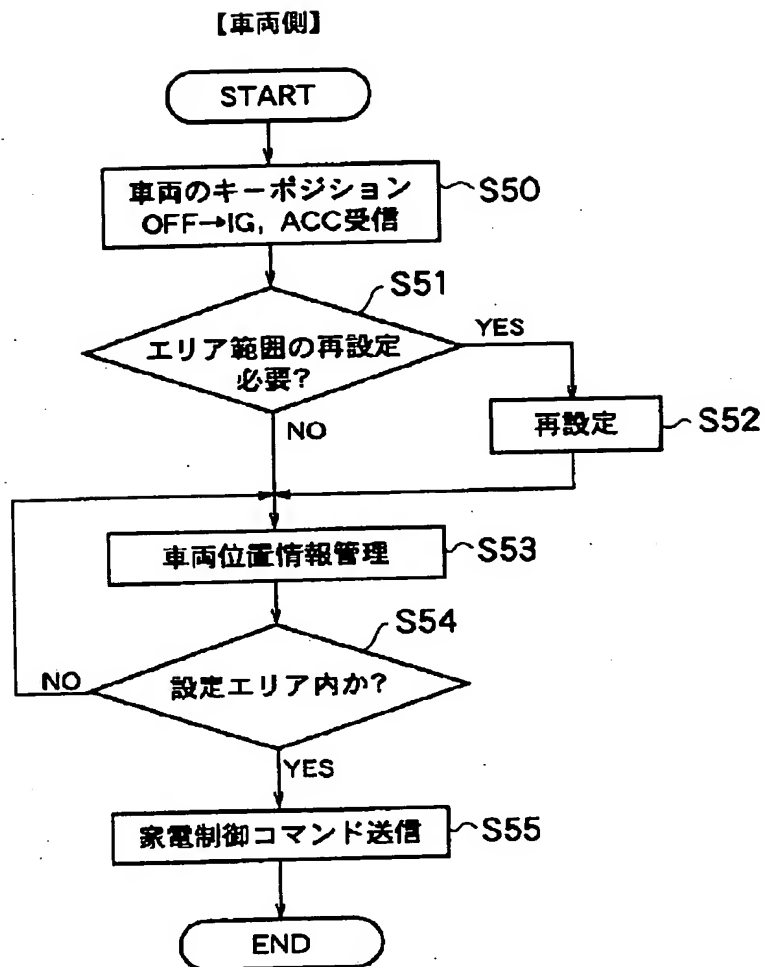 【車両側】
START
車両のキーポジション
OFF→IG, ACC受信
S50
S51
エリア範囲の再設定
必要?
YES
NO
再設定
S52
車両位置情報管理
S53
S54
設定エリア内か?
NO
YES
家電制御コマンド送信
S55
END